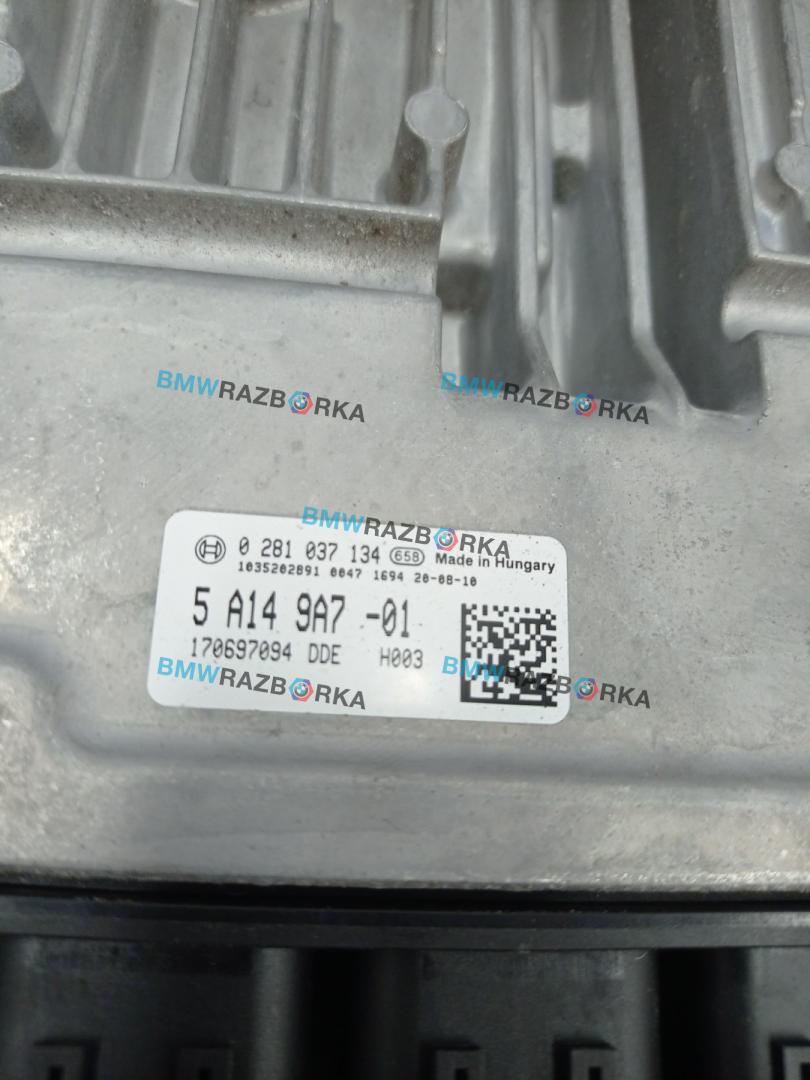 BMWRAZBORKA
BMWRAZBORKA
BMWRAZBORKA
0 281 037 134 658 Made in Hungary
1035202891 0047 1694 20-08-10
5 A14 9A7 -01
170697094 DDE H003
BMWRAZBORKA
BMWRAZBORKA